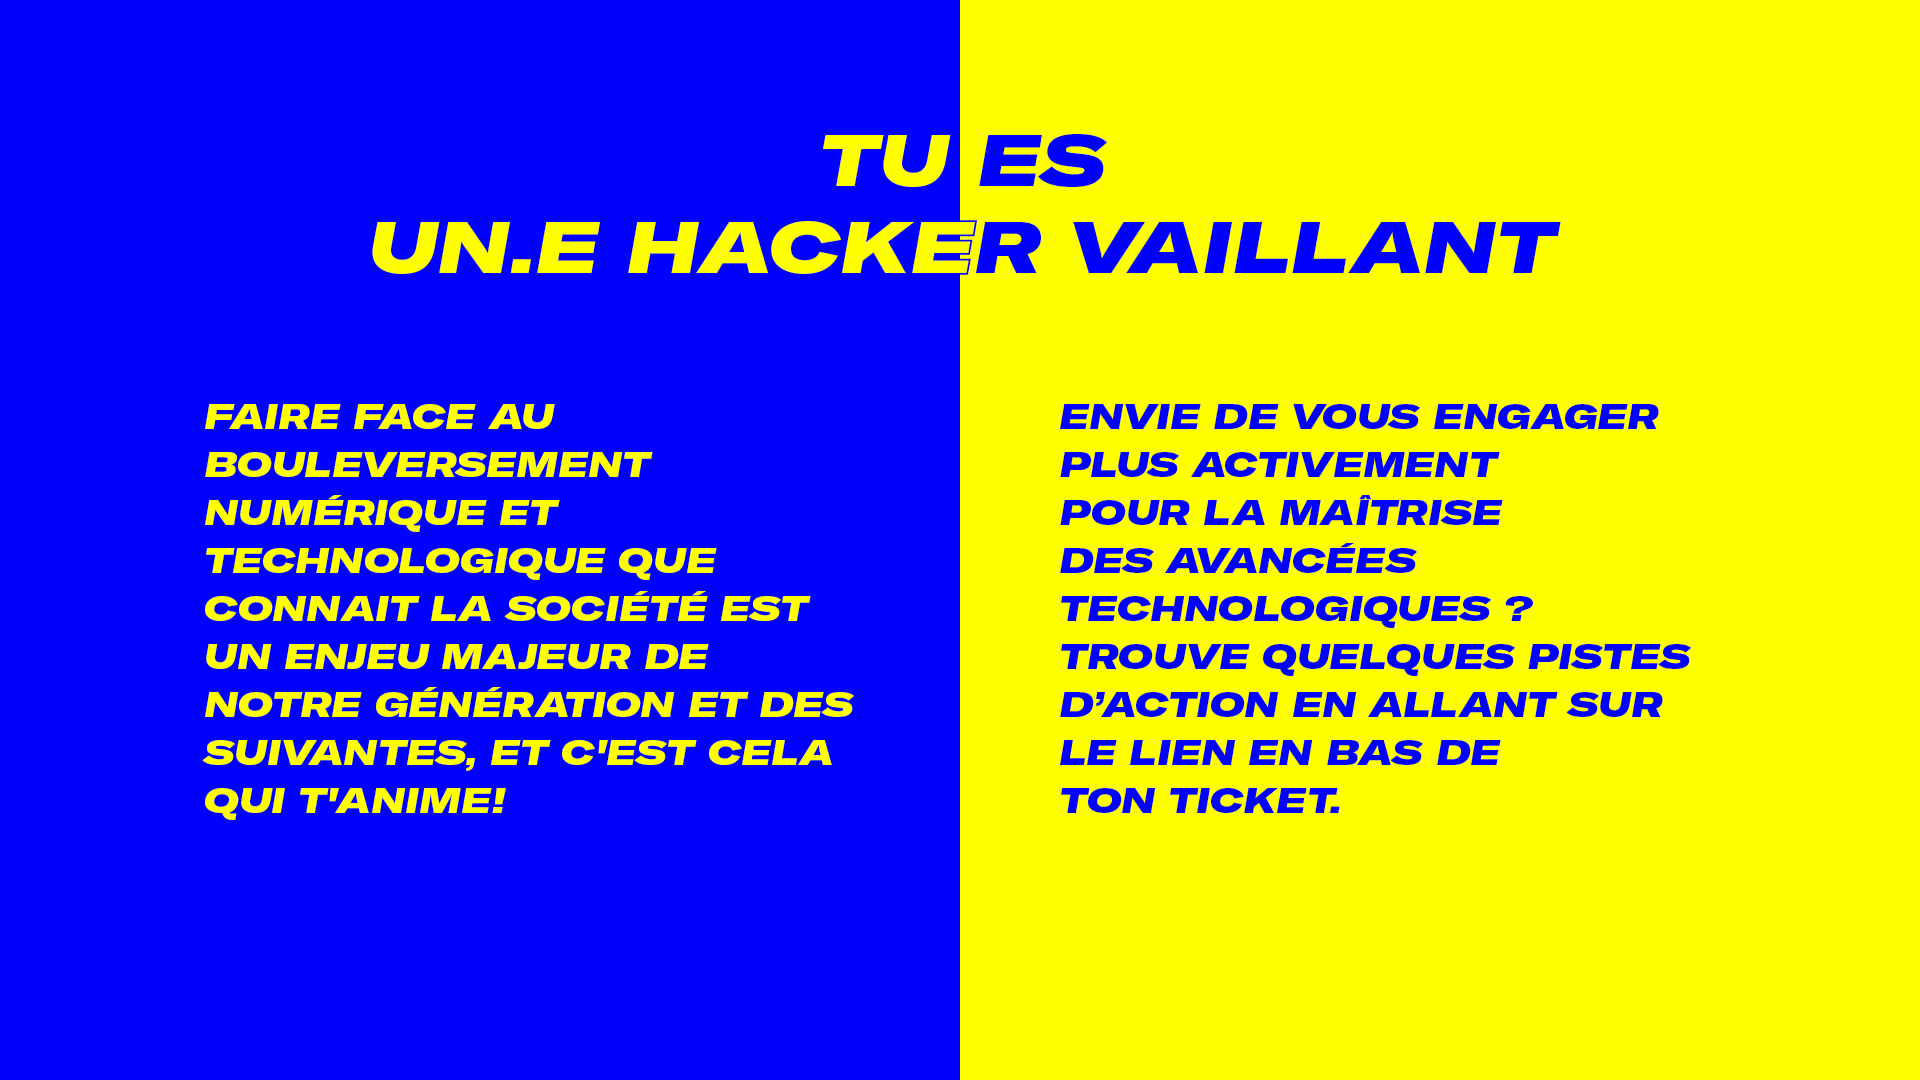 TU ES
UN.E HACKER VAILLANT
FAIRE FACE AU
BOULEVERSEMENT
NUMÉRIQUE ET
TECHNOLOGIQUE QUE
CONNAIT LA SOCIÉTÉ EST
UN ENJEU MAJEUR DE
NOTRE GÉNÉRATION ET DES
SUIVANTES, ET C'EST CELA
QUI T'ANIME!
ENVIE DE VOUS ENGAGER
PLUS ACTIVEMENT
POUR LA MAÎTRISE
DES AVANCÉES
TECHNOLOGIQUES ?
TROUVE QUELQUES PISTES
D’ACTION EN ALLANT SUR
LE LIEN EN BAS DE
TON TICKET.